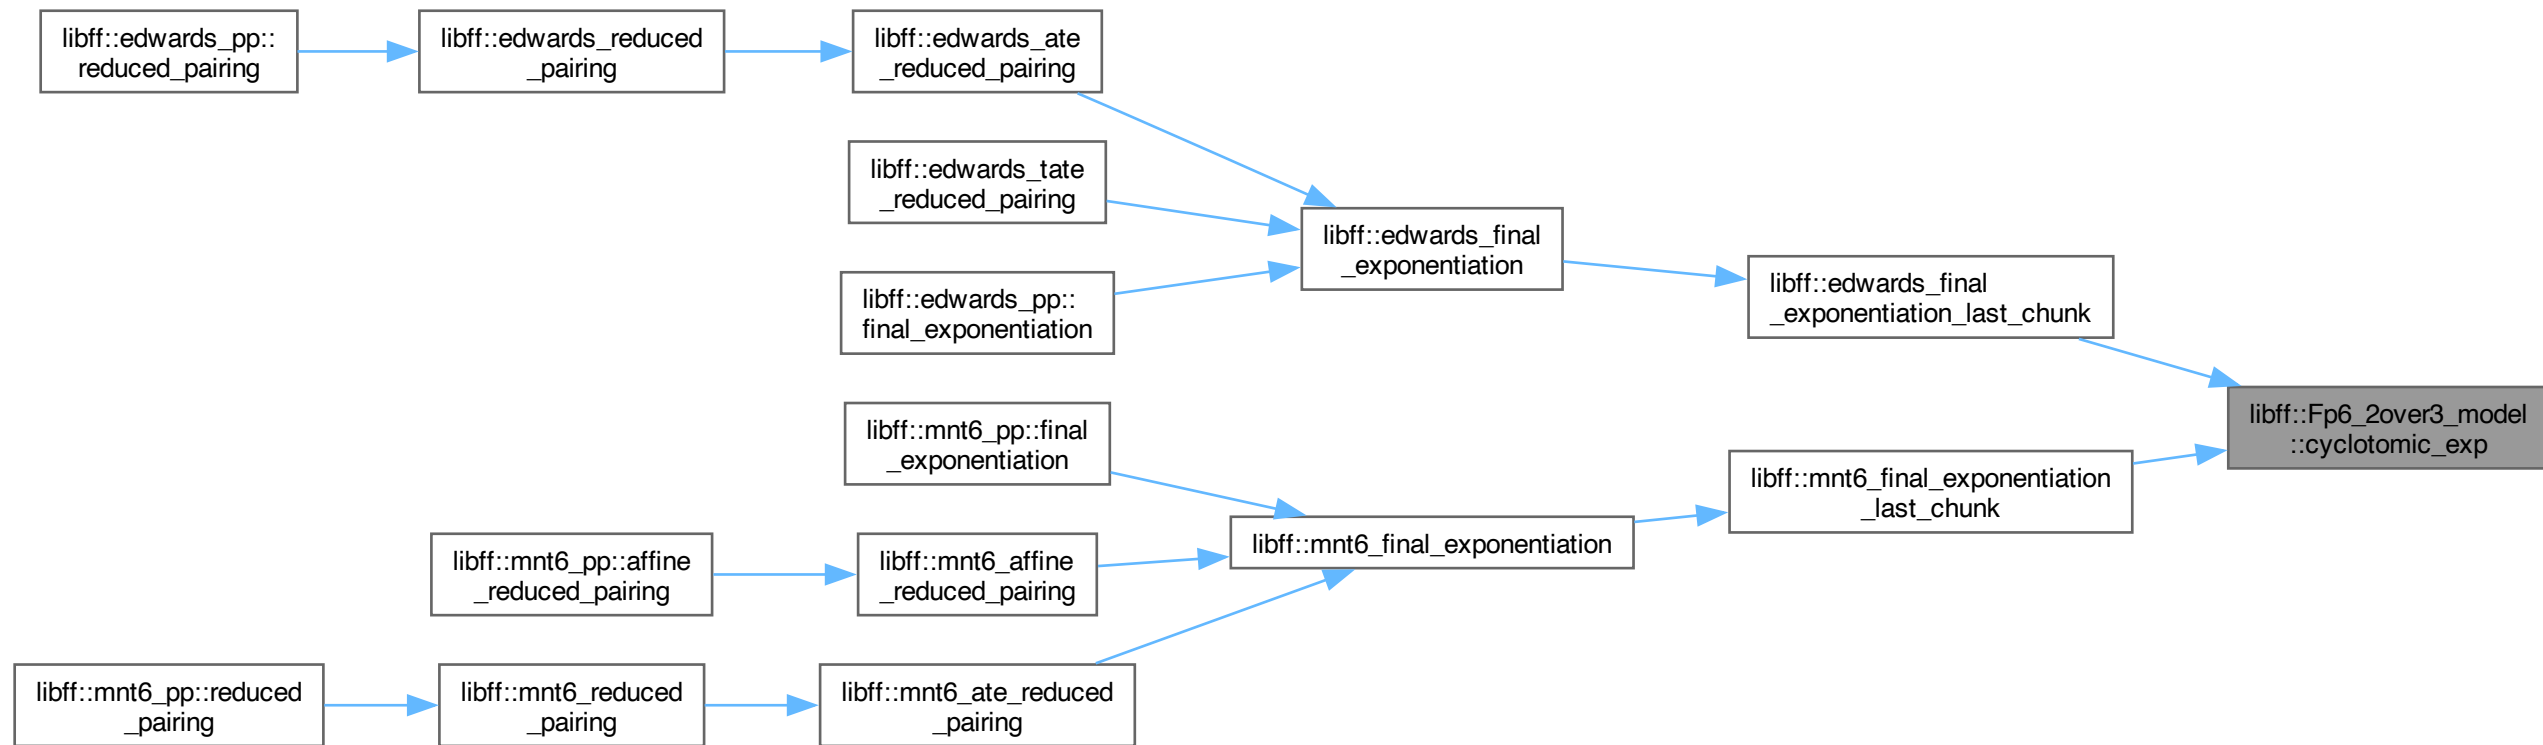 libff::edwards_pp::
reduced_pairing
libff::edwards_reduced
_pairing
libff::edwards_ate
_reduced_pairing
libff::edwards_tate
_reduced_pairing
libff::edwards_pp::
final_exponentiation
libff::edwards_final
_exponentiation
libff::edwards_final
_exponentiation_last_chunk
libff::Fp6_2over3_model
::cyclotomic_exp
libff::mnt6_pp::final
_exponentiation
libff::mnt6_final_exponentiation
_last_chunk
libff::mnt6_final_exponentiation
libff::mnt6_pp::affine
_reduced_pairing
libff::mnt6_affine
_reduced_pairing
libff::mnt6_pp::reduced
_pairing
libff::mnt6_reduced
_pairing
libff::mnt6_ate_reduced
_pairing